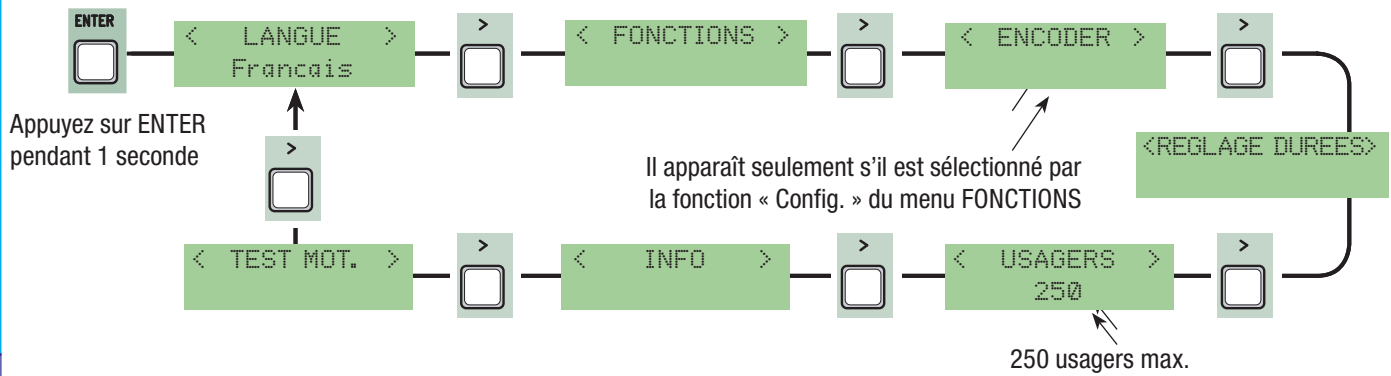 ENTER
< LANGUE >
Francais
>
< FONCTIONS >
>
< ENCODER >
>
Appuyez sur ENTER
pendant 1 seconde
>
Il apparaît seulement s’il est sélectionné par
la fonction « Config. » du menu FONCTIONS
<REGLAGE DUREES>
< TEST MOT. >
>
< INFO >
>
< USAGERS >
250
>
250 usagers max.